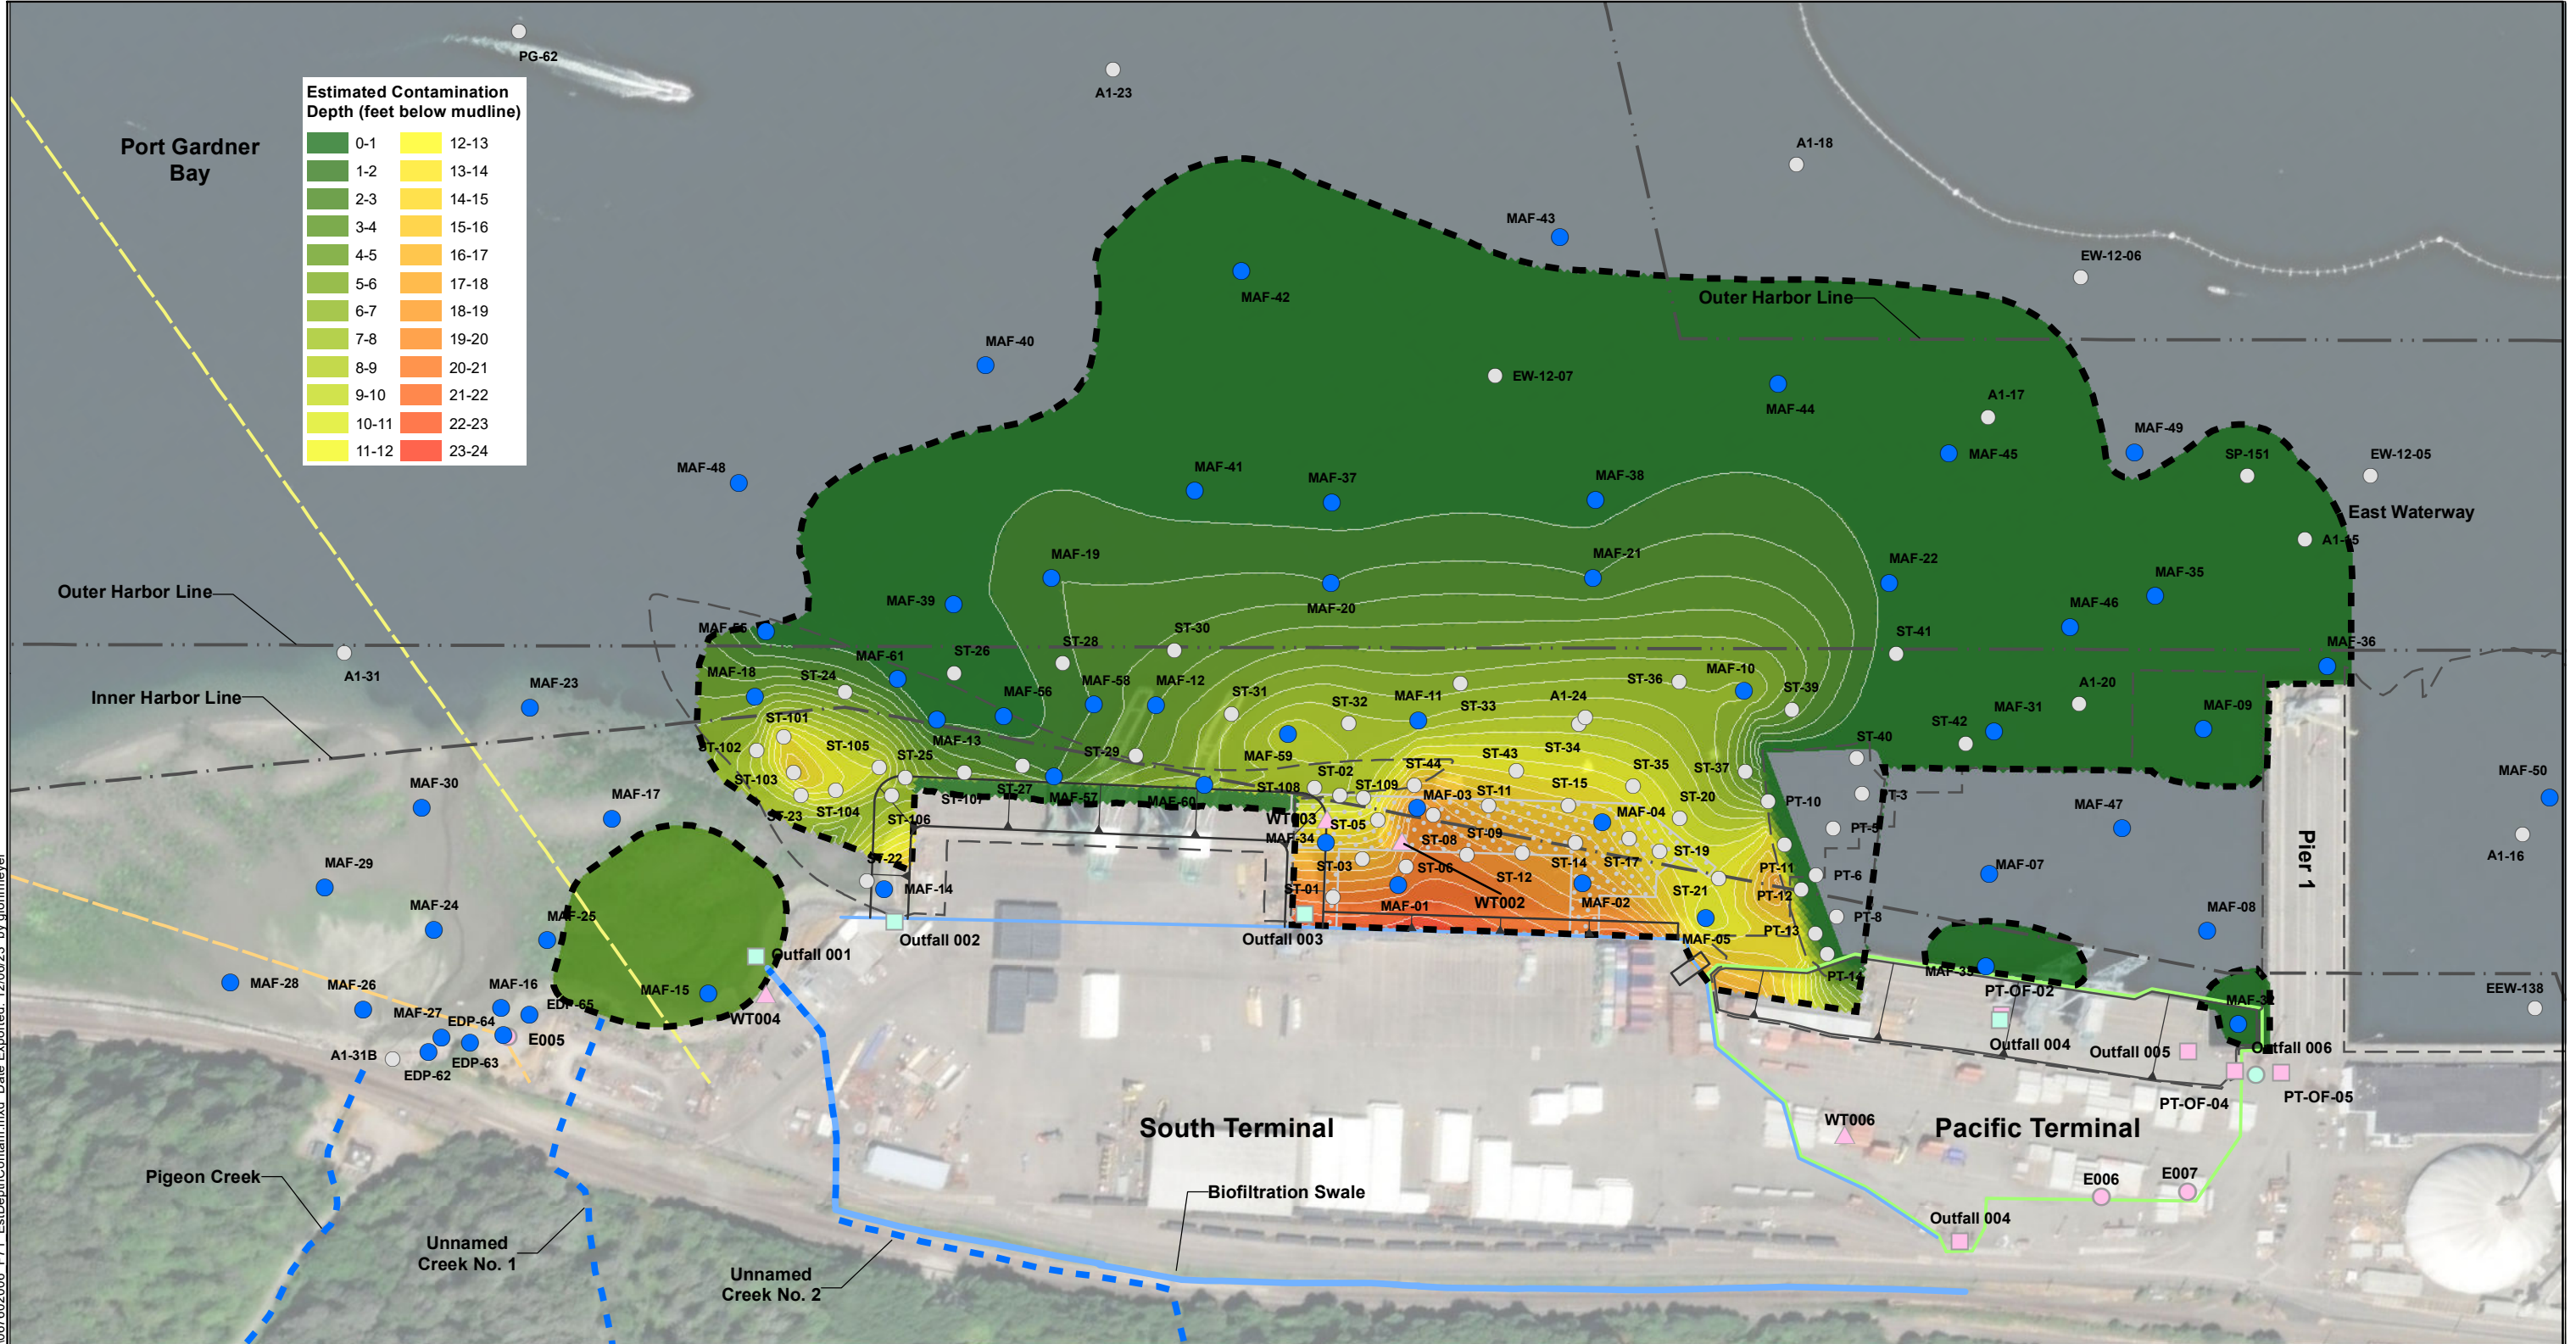 PG-62
A1-23
Estimated Contamination
Depth (feet below mudline)
0-1
1-2
2-3
3-4
4-5
5-6
6-7
7-8
8-9
9-10
10-11
11-12
12-13
13-14
14-15
15-16
16-17
17-18
18-19
19-20
20-21
21-22
22-23
23-24
Port Gardner
Bay
A1-18
MAF-43
EW-12-06
MAF-42
Outer Harbor Line
MAF-40
EW-12-07
MAF-44
A1-17
MAF-49
MAF-45
SP-151
EW-12-05
MAF-48
MAF-41
MAF-37
MAF-38
East Waterway
A1-15
MAF-19
MAF-21
MAF-22
MAF-35
Outer Harbor Line
MAF-39
MAF-20
MAF-46
MAF-55
ST-26
ST-28
ST-30
ST-41
MAF-36
A1-31
MAF-61
MAF-18
ST-24
MAF-10
ST-36
ST-39
A1-20
MAF-23
Inner Harbor Line
MAF-56
MAF-58
MAF-12
ST-31
ST-32
MAF-11
ST-33
A1-24
MAF-31
MAF-09
ST-101
ST-102
ST-105
MAF-13
ST-29
MAF-59
ST-43
ST-34
ST-42
ST-40
ST-25
ST-103
ST-02
ST-44
ST-35
ST-37
MAF-50
MAF-30
MAF-17
ST-104
ST-23
ST-107
ST-27
MAF-57
MAF-60
ST-108
ST-109
MAF-03
ST-11
ST-15
MAF-04
ST-20
PT-10
PT-3
MAF-47
ST-106
WT003
ST-05
ST-08
ST-09
PT-5
MAF-34
ST-03
ST-06
ST-12
ST-14
ST-17
ST-19
A1-16
Pier 1
MAF-29
ST-22
MAF-14
ST-01
MAF-01
WT002
MAF-02
ST-21
PT-11
PT-12
PT-6
MAF-07
MAF-24
MAF-25
Outfall 002
Outfall 003
MAF-05
PT-13
PT-8
MAF-08
Outfall 001
MAF-28
MAF-26
MAF-16
MAF-15
PT-14
MAF-33
PT-OF-02
EEW-138
MAF-27
EDP-64
EDP-65
WT004
MAF-32
A1-31B
E005
EDP-62
EDP-63
Outfall 004
Outfall 005
Outfall 006
PT-OF-04
PT-OF-05
South Terminal
WT006
Pacific Terminal
Pigeon Creek
Biofiltration Swale
E006
E007
Outfall 004
Unnamed
Creek No. 1
Unnamed
Creek No. 2